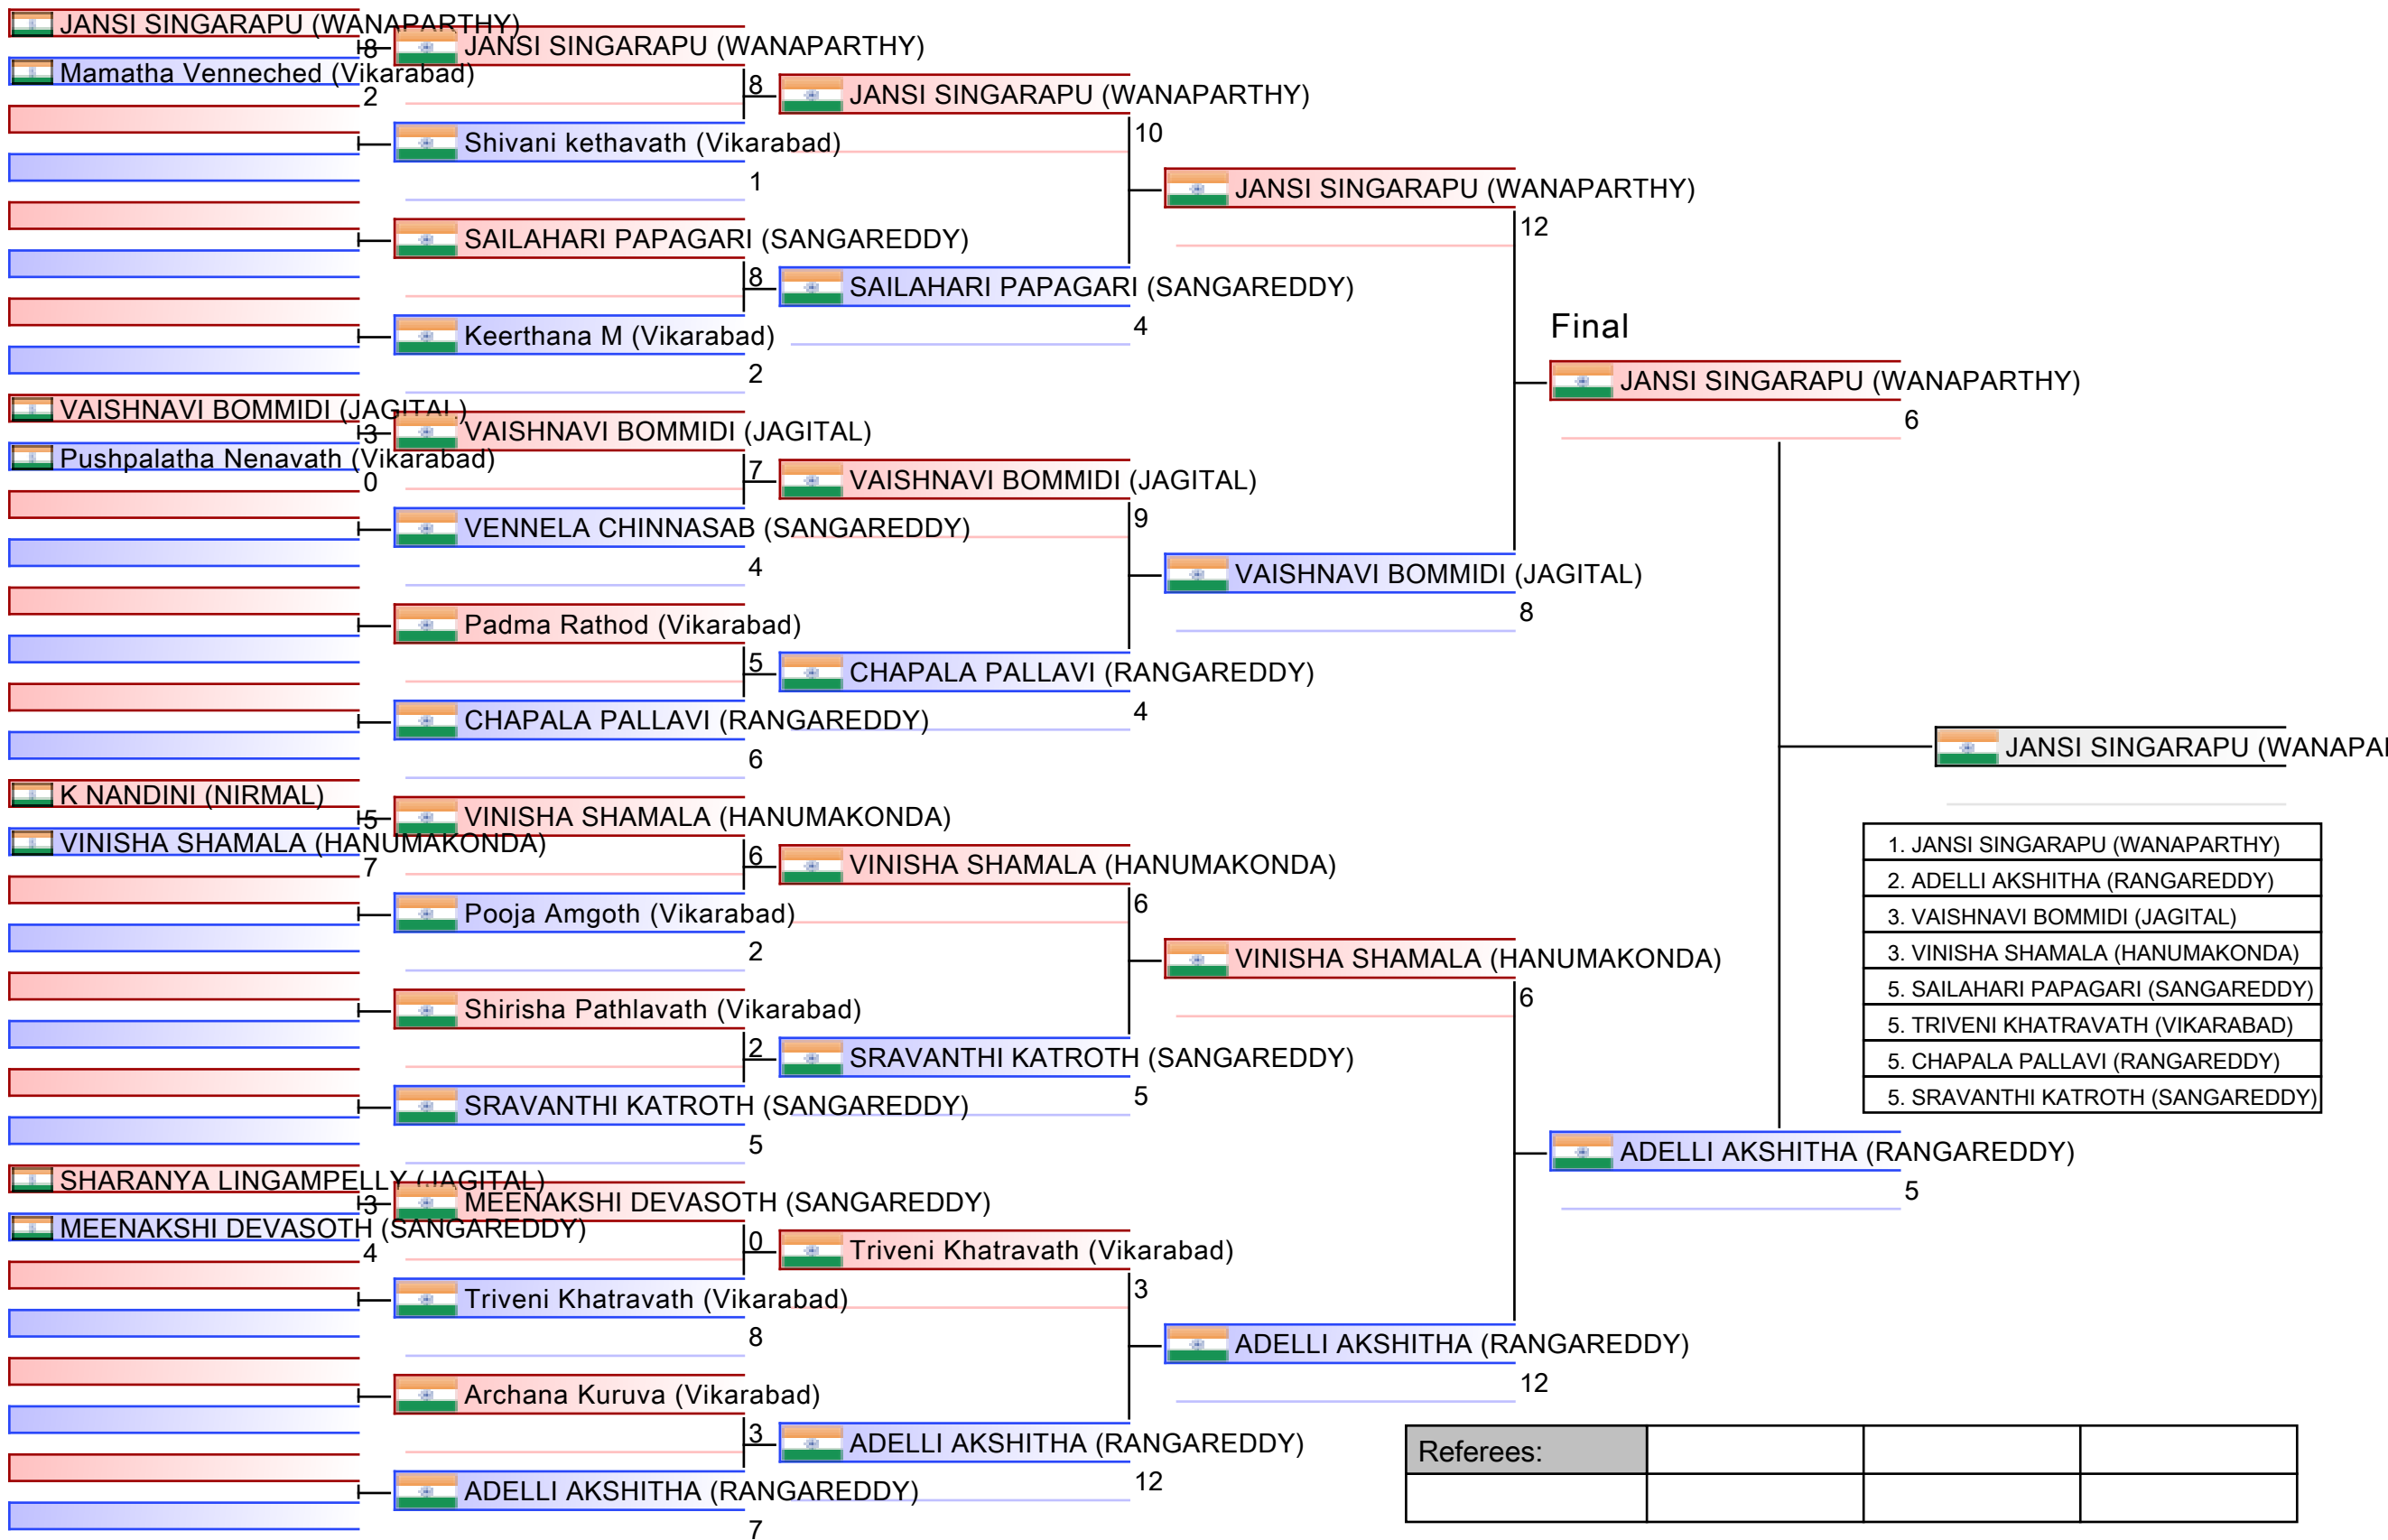 JANSI SINGARAPU (WANAPARTHY)
8
Mamatha Venneched (Vikarabad)
2
VAISHNAVI BOMMIDI (JAGITAL)
3
Pushpalatha Nenavath (Vikarabad)
0
K NANDINI (NIRMAL)
5
VINISHA SHAMALA (HANUMAKONDA)
7
SHARANYA LINGAMPELLY (JAGITAL)
3
MEENAKSHI DEVASOTH (SANGAREDDY)
4
JANSI SINGARAPU (WANAPARTHY)
8
Shivani kethavath (Vikarabad)
1
SAILAHARI PAPAGARI (SANGAREDDY)
8
Keerthana M (Vikarabad)
2
VAISHNAVI BOMMIDI (JAGITAL)
7
VENNELA CHINNASAB (SANGAREDDY)
4
Padma Rathod (Vikarabad)
5
CHAPALA PALLAVI (RANGAREDDY)
6
VINISHA SHAMALA (HANUMAKONDA)
6
Pooja Amgoth (Vikarabad)
2
Shirisha Pathlavath (Vikarabad)
2
SRAVANTHI KATROTH (SANGAREDDY)
5
MEENAKSHI DEVASOTH (SANGAREDDY)
0
Triveni Khatravath (Vikarabad)
8
Archana Kuruva (Vikarabad)
3
ADELLI AKSHITHA (RANGAREDDY)
7
JANSI SINGARAPU (WANAPARTHY)
10
SAILAHARI PAPAGARI (SANGAREDDY)
4
VAISHNAVI BOMMIDI (JAGITAL)
9
CHAPALA PALLAVI (RANGAREDDY)
4
VINISHA SHAMALA (HANUMAKONDA)
6
SRAVANTHI KATROTH (SANGAREDDY)
5
Triveni Khatravath (Vikarabad)
3
ADELLI AKSHITHA (RANGAREDDY)
12
JANSI SINGARAPU (WANAPARTHY)
12
VAISHNAVI BOMMIDI (JAGITAL)
8
VINISHA SHAMALA (HANUMAKONDA)
6
ADELLI AKSHITHA (RANGAREDDY)
12
Final
JANSI SINGARAPU (WANAPARTHY)
6
ADELLI AKSHITHA (RANGAREDDY)
5
JANSI SINGARAPU (WANAPA
1. JANSI SINGARAPU (WANAPARTHY)
2. ADELLI AKSHITHA (RANGAREDDY)
3. VAISHNAVI BOMMIDI (JAGITAL)
3. VINISHA SHAMALA (HANUMAKONDA)
5. SAILAHARI PAPAGARI (SANGAREDDY)
5. TRIVENI KHATRAVATH (VIKARABAD)
5. CHAPALA PALLAVI (RANGAREDDY)
5. SRAVANTHI KATROTH (SANGAREDDY)
Referees: